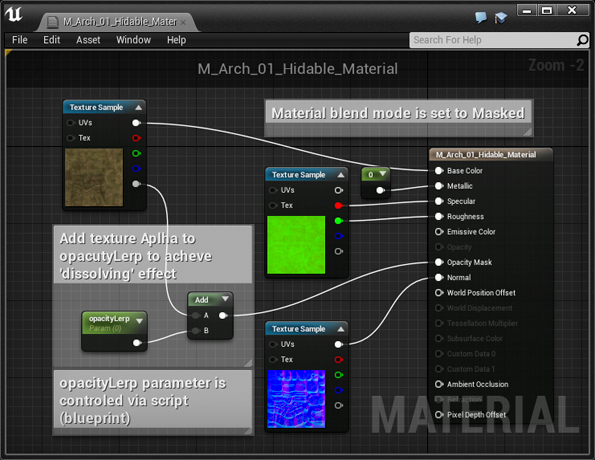 M_Arch_01_Hidable_Mater
File Edit Asset Window Help
Search For Help
M_Arch_01_Hidable_Material
Zoom -2
Texture Sample
UVs
Tex
Material blend mode is set to Masked
Texture Sample
UVs
Tex
0
M_Arch_01_Hidable_Material
Base Color
Metallic
Specular
Roughness
Emissive Color
Opacity
Opacity Mask
Normal
World Position Offset
World Displacement
Tessellation Multiplier
Subsurface Color
Custom Data 0
Custom Data 1
Ambient Occlusion
Pixel Depth Offset
Add texture Aplha to
opacutyLerp to acheve
'dissolving' effect
opacityLerp
Param (0)
Add
A
B
Texture Sample
UVs
Tex
opacityLerp parameter is
controled via script
(blueprint)
MATERIAL